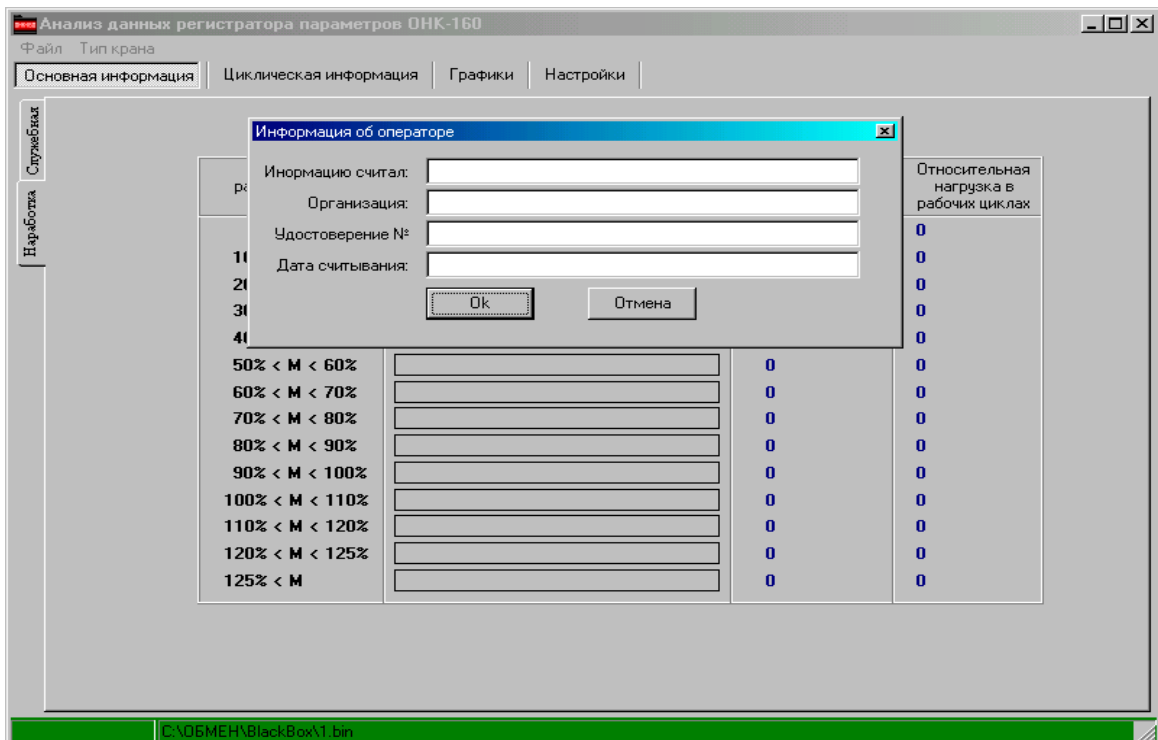 Анализ данных регистратора параметров ОНК-160
Файл Тип крана
Основная информация Циклическая информация Графики Настройки
Служебная
Наработка
Информация об операторе
Инормацию считал:
Организация:
Удостоверение №
Дата считывания:
Ok Отмена
Относительная
нагрузка в
рабочих циклах
0
0
0
0
0
50% < M < 60% 0 0
60% < M < 70% 0 0
70% < M < 80% 0 0
80% < M < 90% 0 0
90% < M < 100% 0 0
100% < M < 110% 0 0
110% < M < 120% 0 0
120% < M < 125% 0 0
125% < M 0 0
C:\ОБМЕН\BlackBox\1.bin